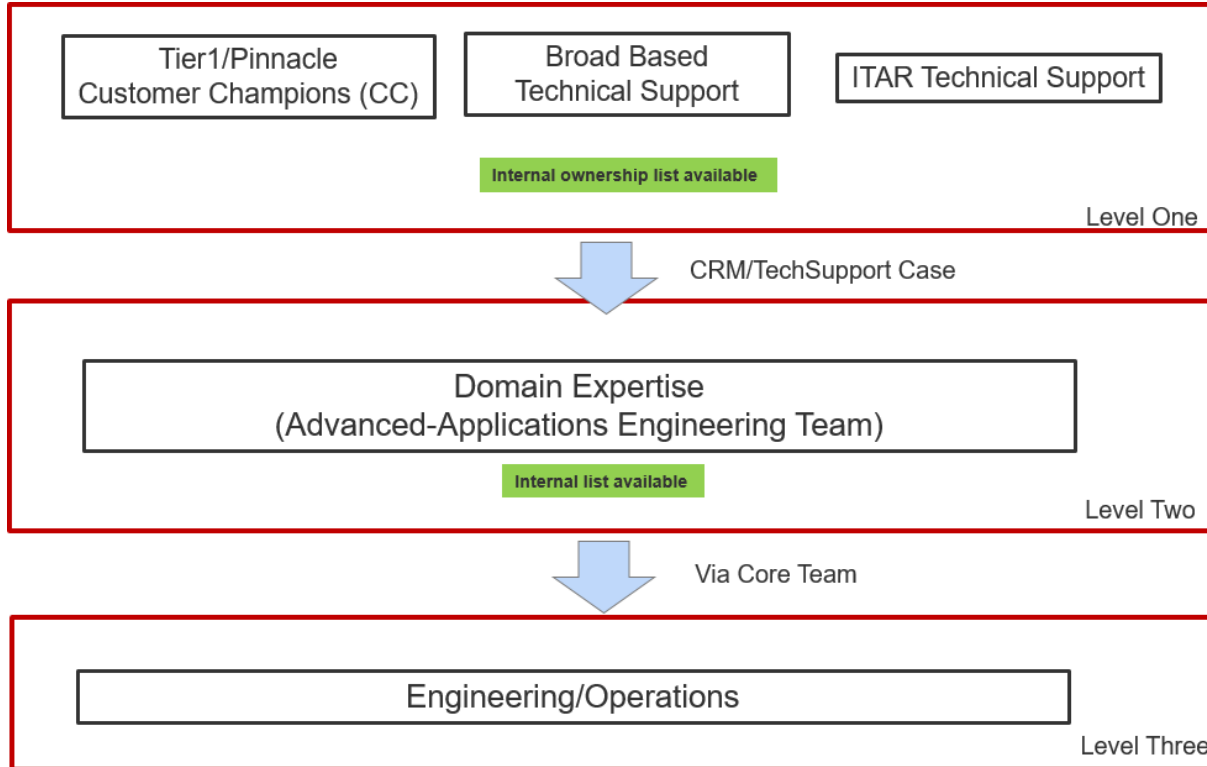 Tier1/Pinnacle
Customer Champions (CC)
Broad Based
Technical Support
ITAR Technical Support
Internal ownership list available
Level One
CRM/TechSupport Case
Domain Expertise
(Advanced-Applications Engineering Team)
Internal list available
Level Two
Via Core Team
Engineering/Operations
Level Three